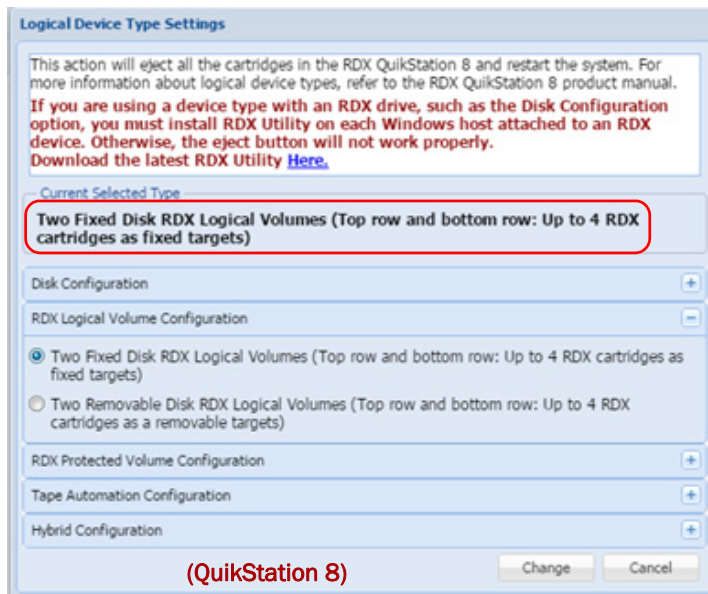 Logical Device Type Settings
This action will eject all the cartridges in the RDX QuikStation 8 and restart the system. For
more information about logical device types, refer to the RDX QuikStation 8 product manual.
If you are using a device type with an RDX drive, such as the Disk Configuration
option, you must install RDX Utility on each Windows host attached to an RDX
device. Otherwise, the eject button will not work properly.
Download the latest RDX Utility Here.
Current Selected Type
Two Fixed Disk RDX Logical Volumes (Top row and bottom row: Up to 4 RDX
cartridges as fixed targets)
Disk Configuration
RDX Logical Volume Configuration
Two Fixed Disk RDX Logical Volumes (Top row and bottom row: Up to 4 RDX cartridges as
fixed targets)
Two Removable Disk RDX Logical Volumes (Top row and bottom row: Up to 4 RDX
cartridges as a removable targets)
RDX Protected Volume Configuration
Tape Automation Configuration
Hybrid Configuration
(QuikStation 8)
Change Cancel